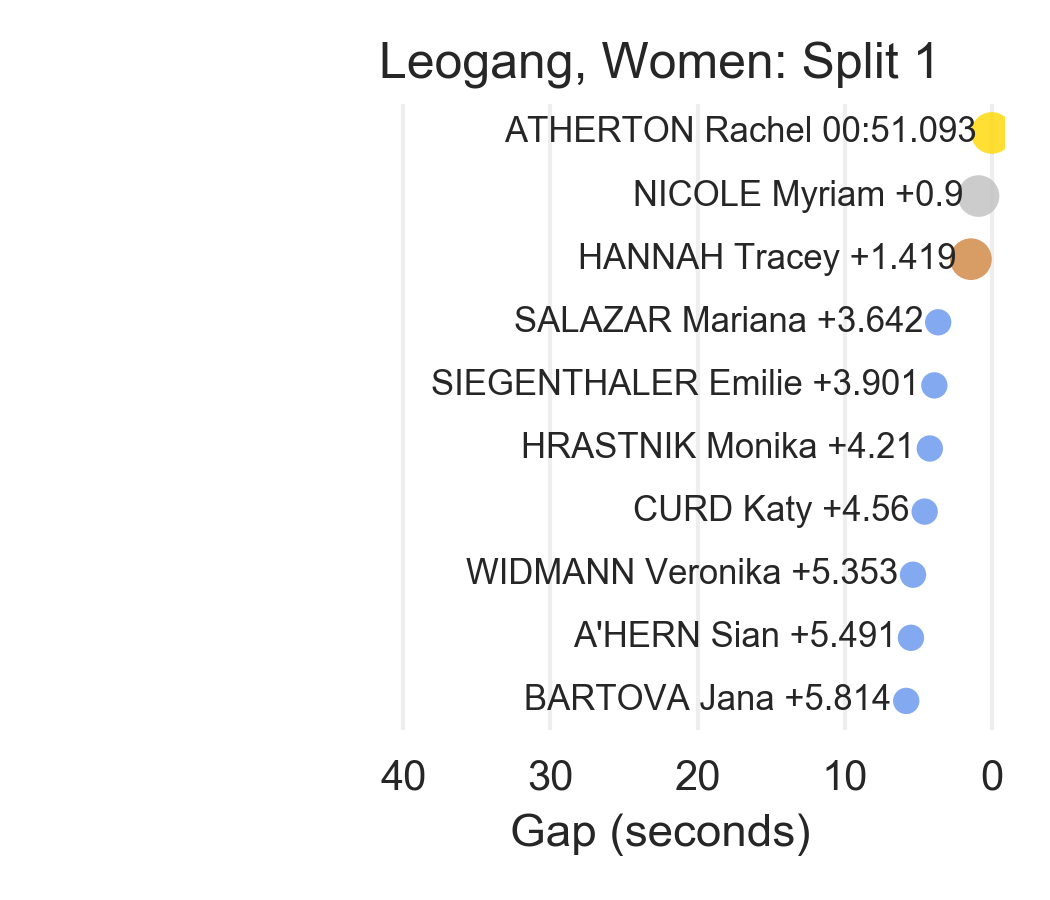 Leogang, Women: Split 1
ATHERTON Rachel 00:51.093
NICOLE Myriam +0.9
HANNAH Tracey +1.419
SALAZAR Mariana +3.642
SIEGENTHALER Emilie +3.901
HRASTNIK Monika +4.21
CURD Katy +4.56
WIDMANN Veronika +5.353
A'HERN Sian +5.491
BARTOVA Jana +5.814
40 30 20 10 0
Gap (seconds)